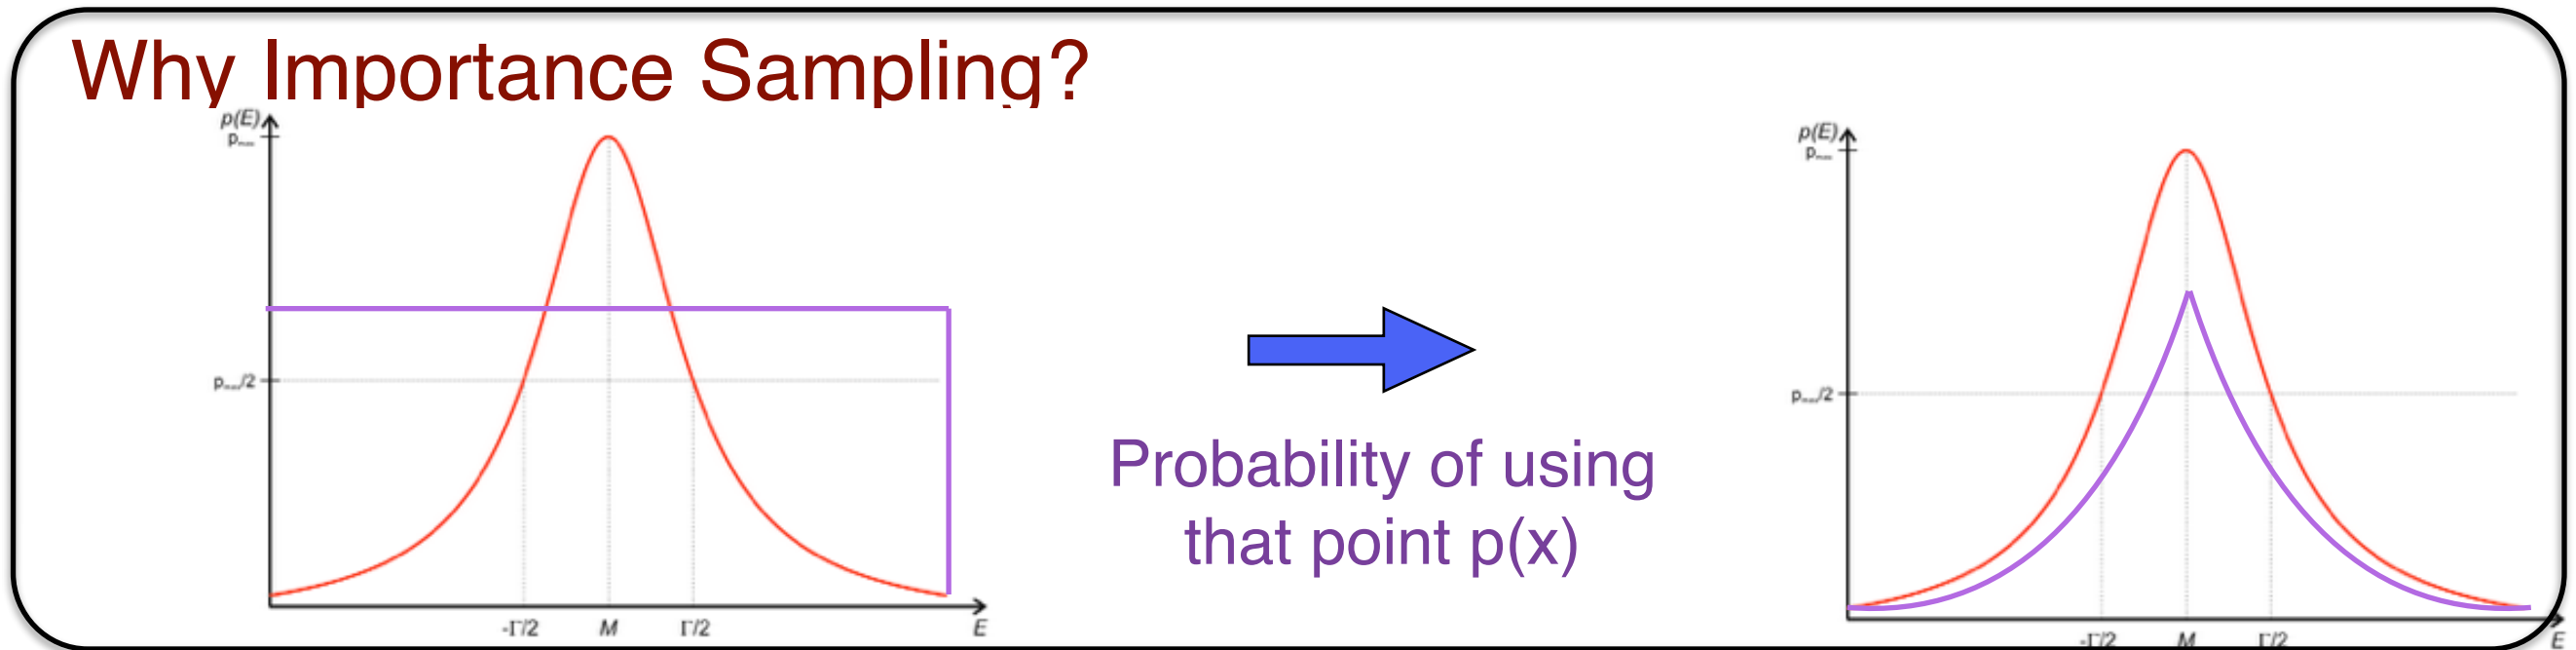 Why Importance Sampling?
p(E)
-Γ/2 M Γ/2 E
Probability of using
that point p(x)
p(E)
-Γ/2 M Γ/2 E